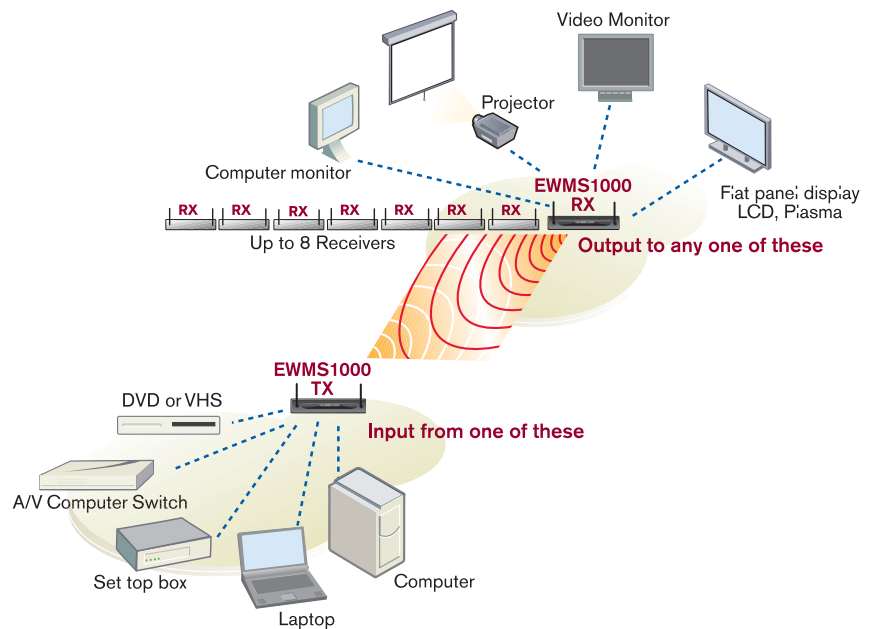 Video Monitor
Projector
Computer monitor
EWMS1000
RX
Flat panel display
LCD, Plasma
RX RX RX RX RX RX RX
Up to 8 Receivers
Output to any one of these
EWMS1000
TX
DVD or VHS
Input from one of these
A/V Computer Switch
Set top box
Computer
Laptop